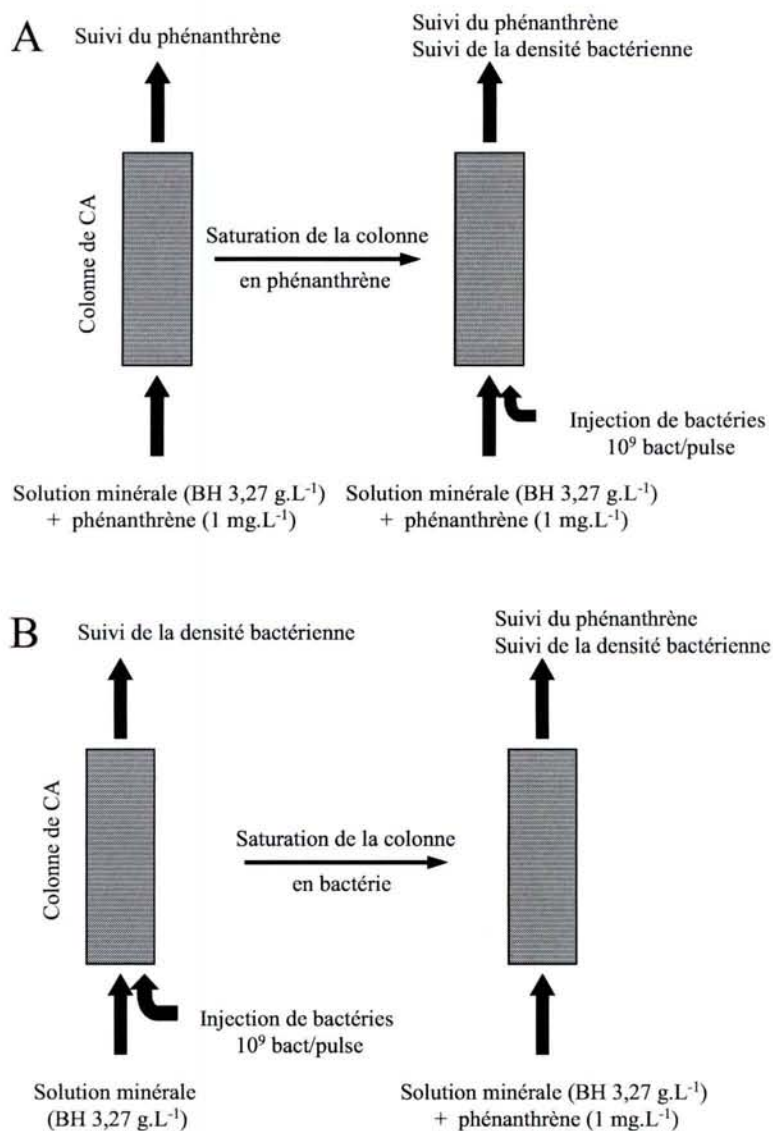 A
Suivi du phénanthrène
Suivi du phénanthrène
Suivi de la densité bactérienne
Colonne de CA
Saturation de la colonne
en phénanthrène
Injection de bactéries
10⁹ bact/pulse
Solution minérale (BH 3,27 g.L⁻¹)
+ phénanthrène (1 mg.L⁻¹)
Solution minérale (BH 3,27 g.L⁻¹)
+ phénanthrène (1 mg.L⁻¹)
B
Suivi de la densité bactérienne
Suivi du phénanthrène
Suivi de la densité bactérienne
Colonne de CA
Saturation de la colonne
en bactérie
Injection de bactéries
10⁹ bact/pulse
Solution minérale
(BH 3,27 g.L⁻¹)
Solution minérale (BH 3,27 g.L⁻¹)
+ phénanthrène (1 mg.L⁻¹)